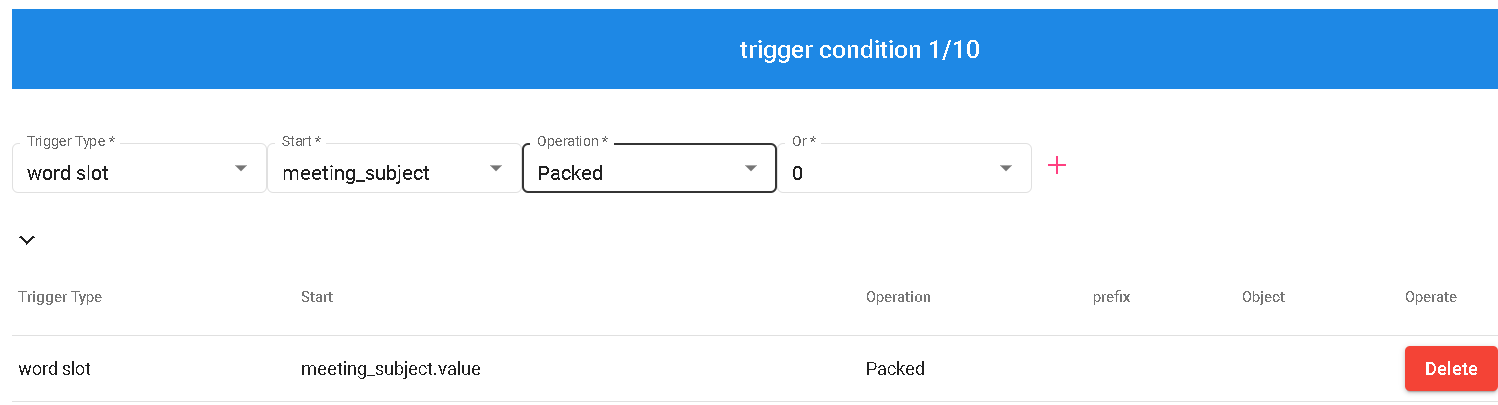 trigger condition 1/10
Trigger Type * Start * Operation * Or *
word slot meeting_subject Packed 0 +
Trigger Type Start Operation prefix Object Operate
word slot meeting_subject.value Packed Delete